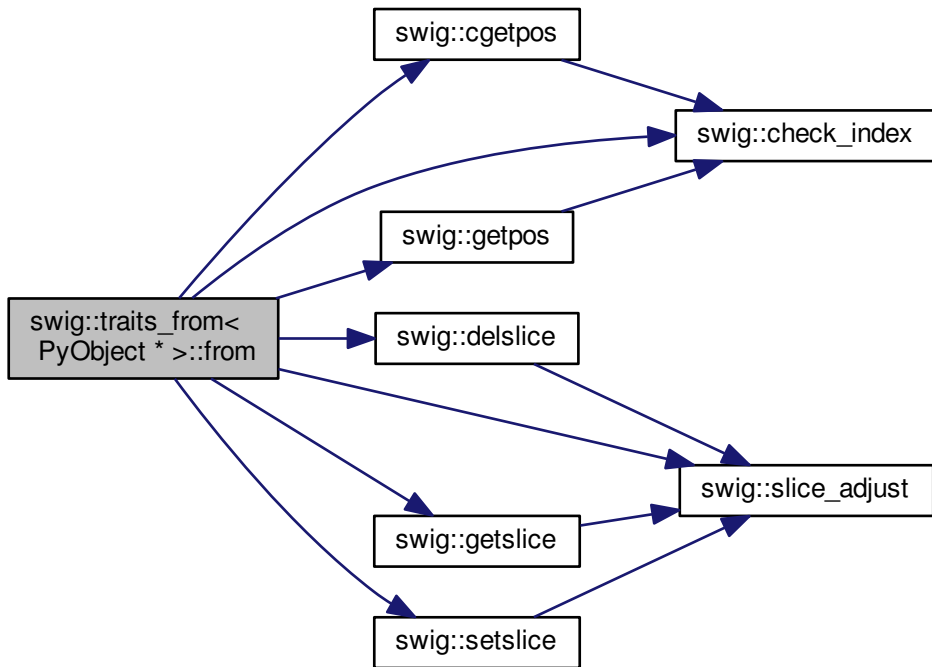 swig::cgetpos
swig::check_index
swig::getpos
swig::traits_from<
PyObject * >::from
swig::delslice
swig::slice_adjust
swig::getslice
swig::setslice